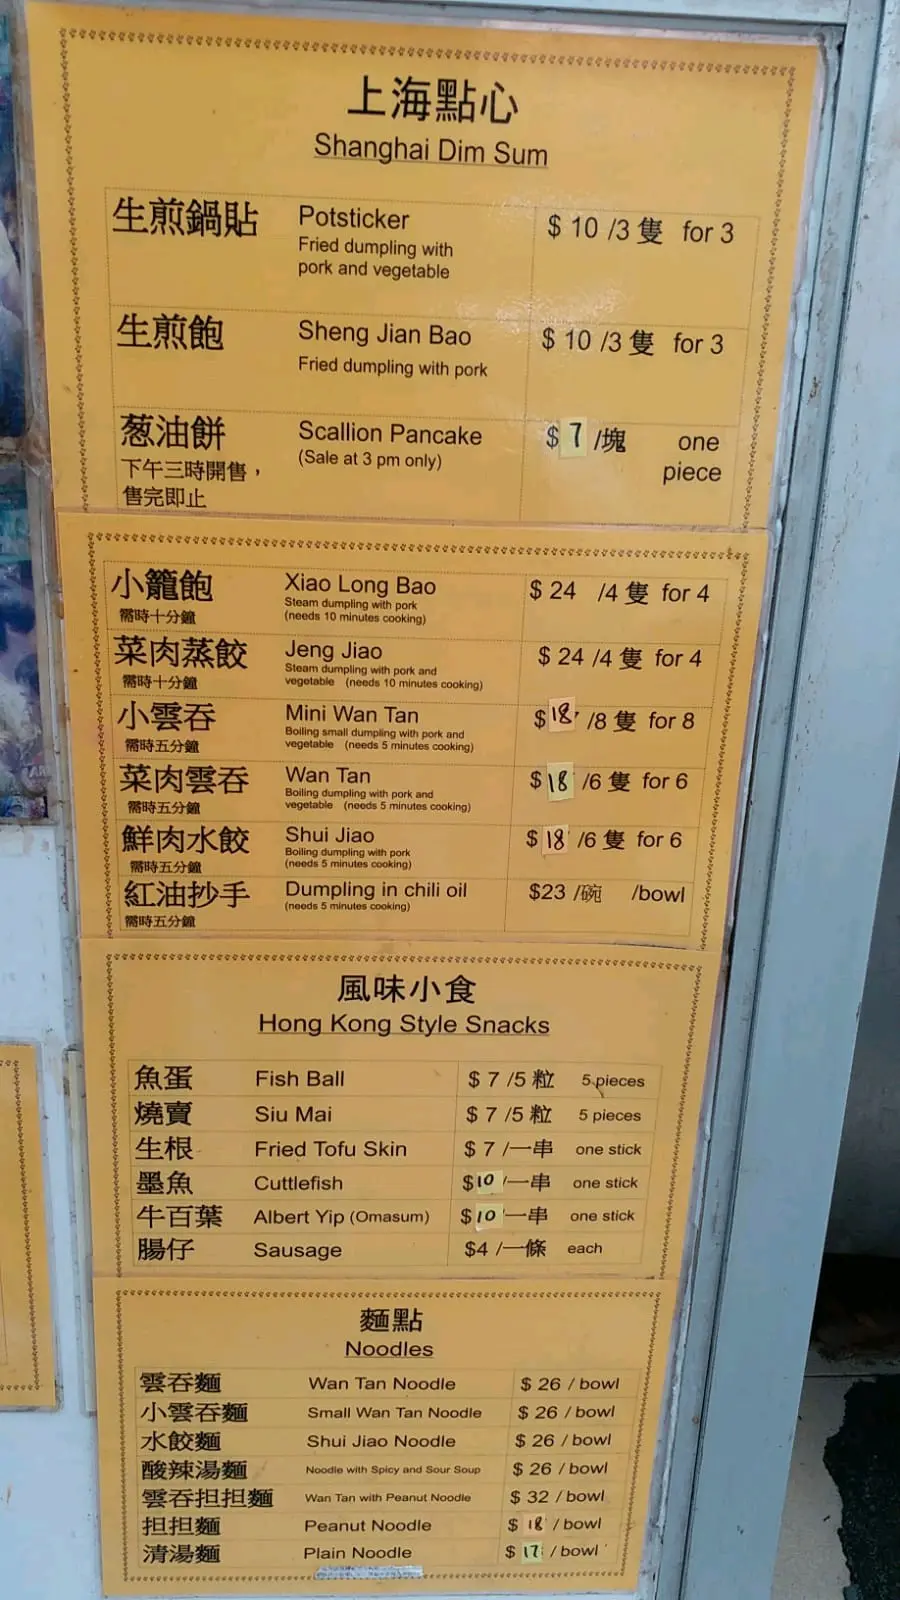 上海點心
Shanghai Dim Sum
生煎鍋貼 Potsticker $ 10 /3 隻 for 3
Fried dumpling with
pork and vegetable
生煎飽 Sheng Jian Bao $ 10 /3 隻 for 3
Fried dumpling with pork
葱油餅 Scallion Pancake $ 7 /塊 one
下午三時開售， (Sale at 3 pm only) piece
售完即止
小籠飽 Xiao Long Bao $ 24 /4 隻 for 4
Steam dumpling with pork
需時十分鐘 (needs 10 minutes cooking)
菜肉蒸餃 Jeng Jiao $ 24 /4 隻 for 4
Steam dumpling with pork and
需時十分鐘 vegetable (needs 10 minutes cooking)
小雲吞 Mini Wan Tan $ 18 /8 隻 for 8
Boiling small dumpling with pork and
需時五分鐘 vegetable (needs 5 minutes cooking)
菜肉雲吞 Wan Tan $ 18 /6 隻 for 6
Boiling dumpling with pork and
需時五分鐘 vegetable (needs 5 minutes cooking)
鮮肉水餃 Shui Jiao $ 18 /6 隻 for 6
Boiling dumpling with pork
需時五分鐘 (needs 5 minutes cooking)
紅油抄手 Dumpling in chili oil $23 /碗 /bowl
需時五分鐘 (needs 5 minutes cooking)
風味小食
Hong Kong Style Snacks
魚蛋 Fish Ball $ 7 /5 粒 5 pieces
燒賣 Siu Mai $ 7 /5 粒 5 pieces
生根 Fried Tofu Skin $ 7 /一串 one stick
墨魚 Cuttlefish $ 10 /一串 one stick
牛百葉 Albert Yip (Omasum) $ 10 一串 one stick
腸仔 Sausage $4 /一條 each
麵點
Noodles
雲吞麵 Wan Tan Noodle $ 26 / bowl
小雲吞麵 Small Wan Tan Noodle $ 26 / bowl
水餃麵 Shui Jiao Noodle $ 26 / bowl
酸辣湯麵 Noodle with Spicy and Sour Soup $ 26 / bowl
雲吞担担麵 Wan Tan with Peanut Noodle $ 32 / bowl
担担麵 Peanut Noodle $ 18 / bowl
清湯麵 Plain Noodle $ 17 / bowl